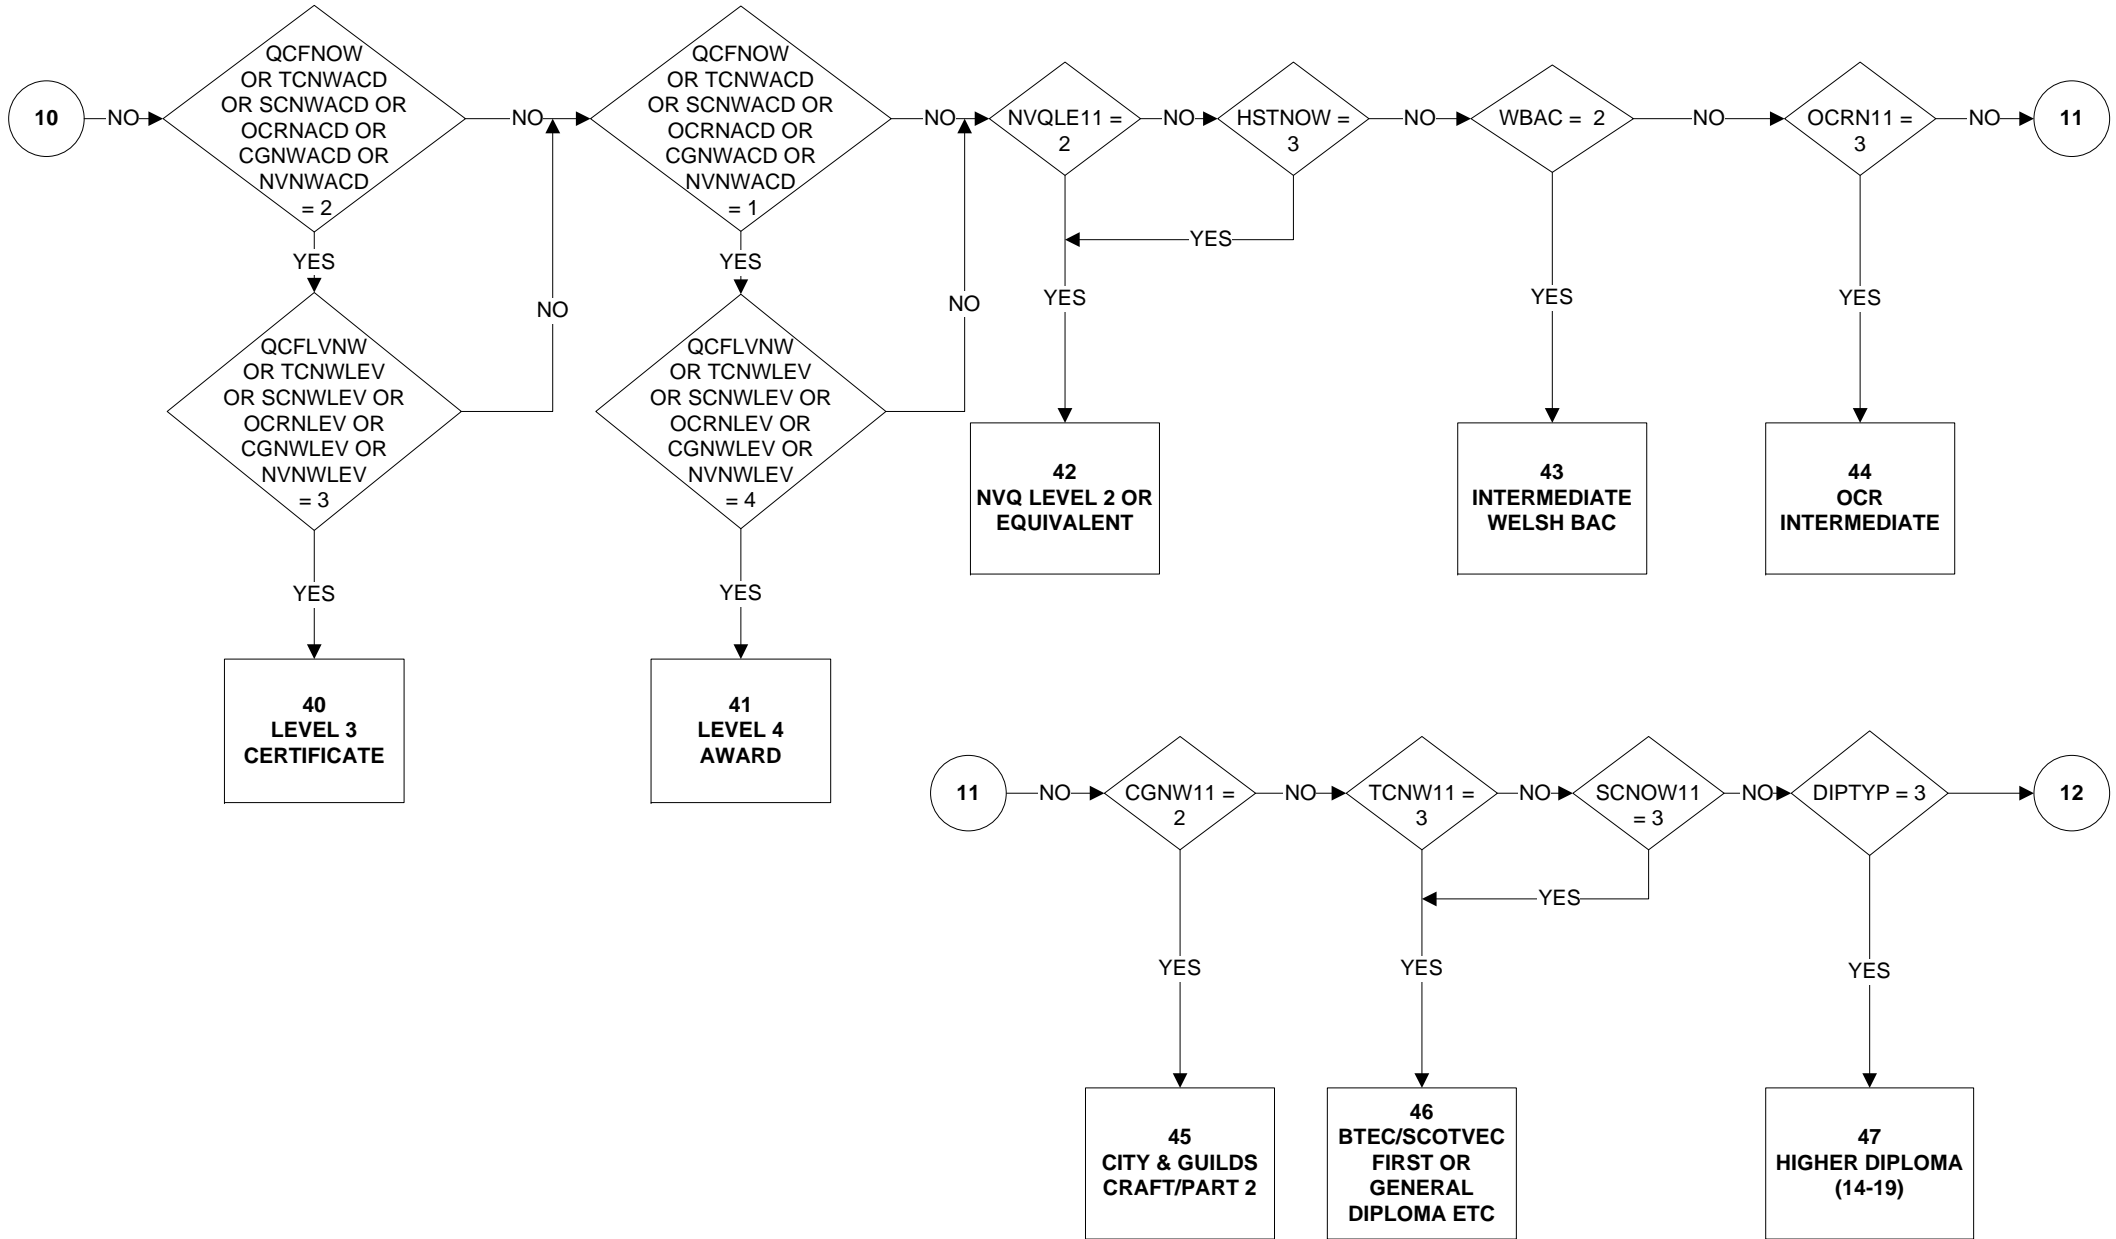 10
NO
QCFNOW
OR TCNWACD
OR SCNWACD OR
OCRNACD OR
CGNWACD OR
NVNWACD
= 2
NO
QCFNOW
OR TCNWACD
OR SCNWACD OR
OCRNACD OR
CGNWACD OR
NVNWACD
= 1
NO
NVQLE11 =
2
NO
HSTNOW =
3
NO
WBAC = 2
NO
OCRN11 =
3
NO
11
YES
YES
YES
NO
NO
YES
YES
YES
QCFLVNW
OR TCNWLEV
OR SCNWLEV OR
OCRNLEV OR
CGNWLEV OR
NVNWLEV
= 3
QCFLVNW
OR TCNWLEV
OR SCNWLEV OR
OCRNLEV OR
CGNWLEV OR
NVNWLEV
= 4
42
NVQ LEVEL 2 OR
EQUIVALENT
43
INTERMEDIATE
WELSH BAC
44
OCR
INTERMEDIATE
YES
YES
40
LEVEL 3
CERTIFICATE
41
LEVEL 4
AWARD
11
NO
CGNW11 =
2
NO
TCNW11 =
3
NO
SCNOW11
= 3
NO
DIPTYP = 3
12
YES
YES
YES
YES
45
CITY & GUILDS
CRAFT/PART 2
46
BTEC/SCOTVEC
FIRST OR
GENERAL
DIPLOMA ETC
47
HIGHER DIPLOMA
(14-19)